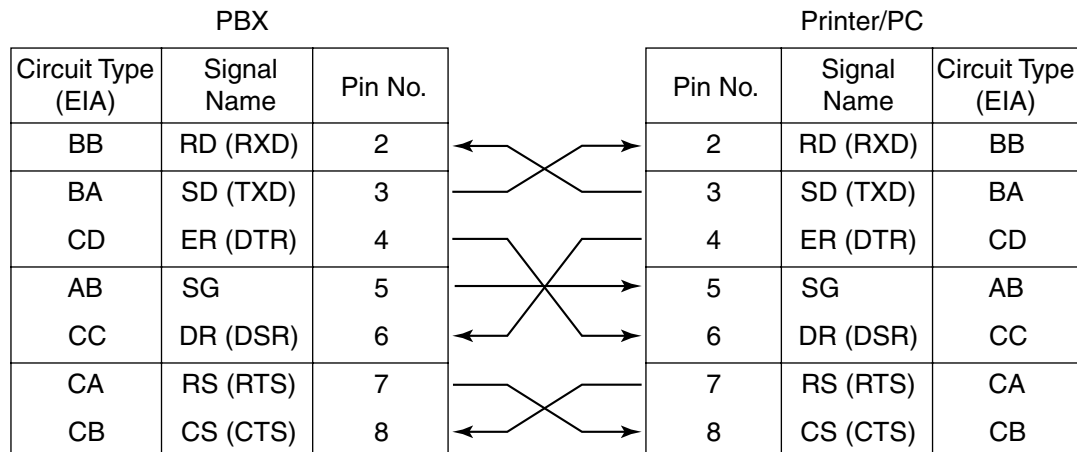 PBX Printer/PC
Circuit Type (EIA) Signal Name Pin No. Pin No. Signal Name Circuit Type (EIA)
BB RD (RXD) 2 2 RD (RXD) BB
BA SD (TXD) 3 3 SD (TXD) BA
CD ER (DTR) 4 4 ER (DTR) CD
AB SG 5 5 SG AB
CC DR (DSR) 6 6 DR (DSR) CC
CA RS (RTS) 7 7 RS (RTS) CA
CB CS (CTS) 8 8 CS (CTS) CB